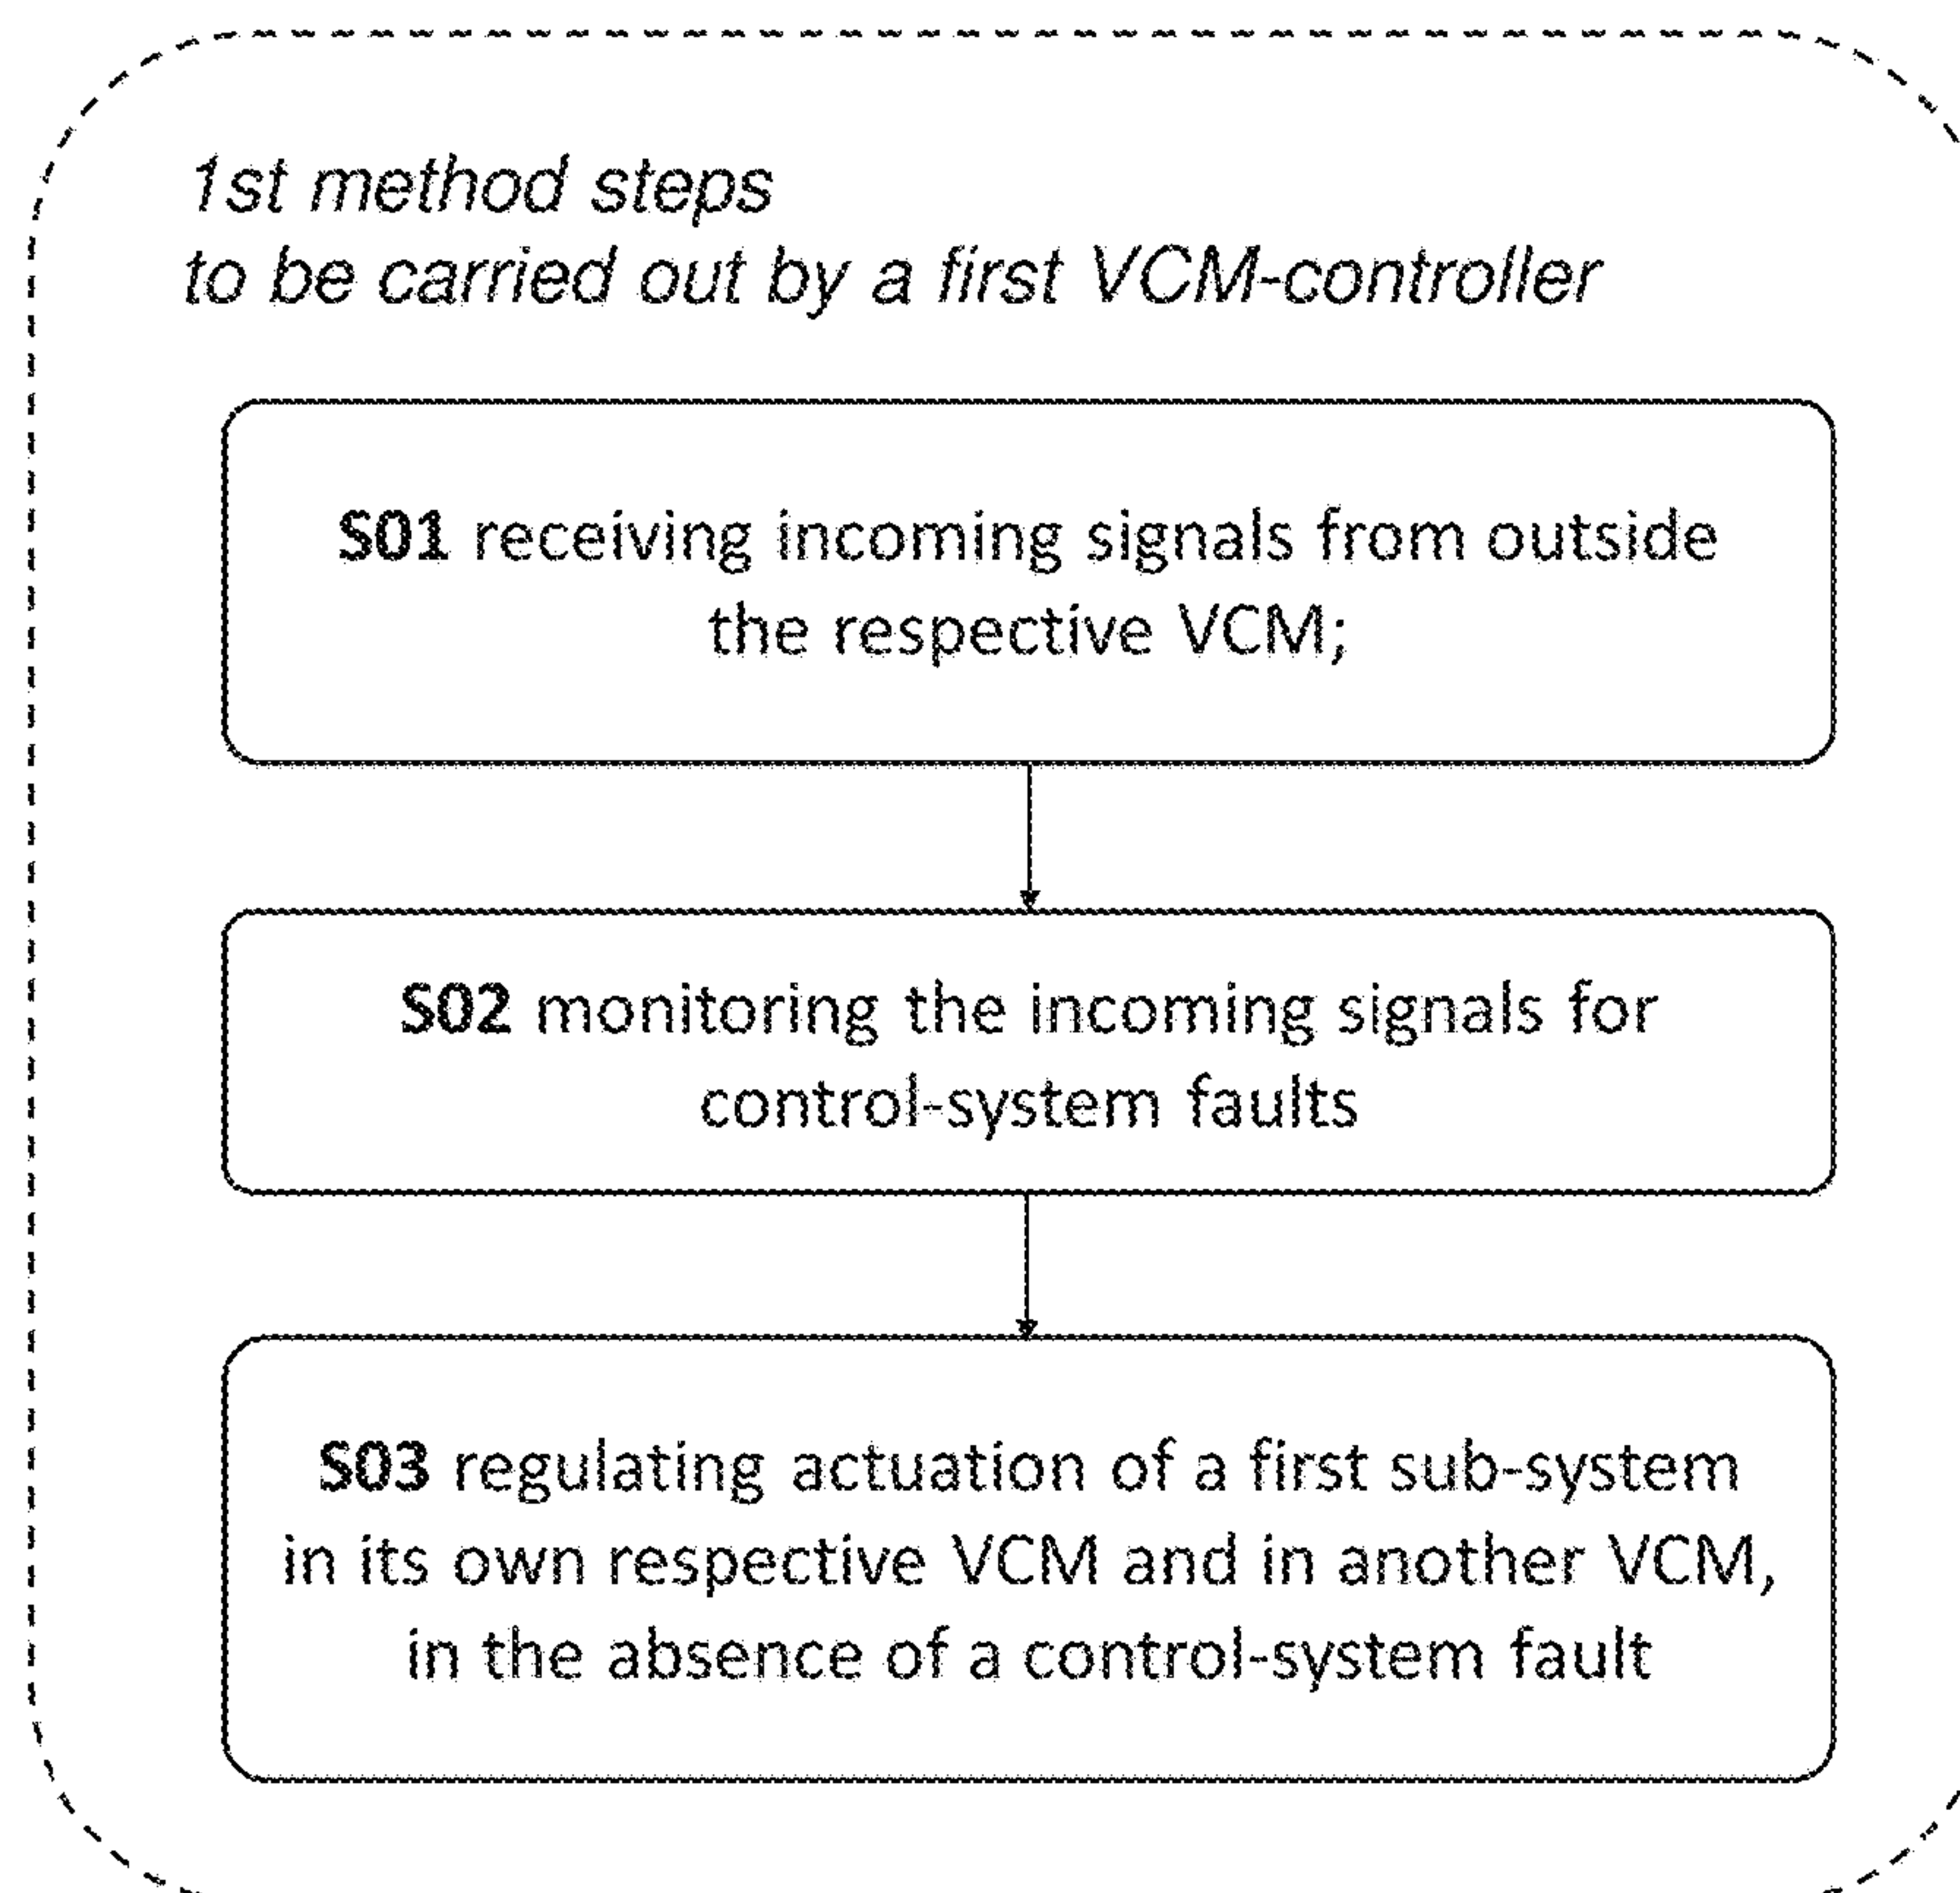 1st method steps
to be carried out by a first VCM-controller
S01 receiving incoming signals from outside
the respective VCM;
S02 monitoring the incoming signals for
control-system faults
S03 regulating actuation of a first sub-system
in its own respective VCM and in another VCM,
in the absence of a control-system fault